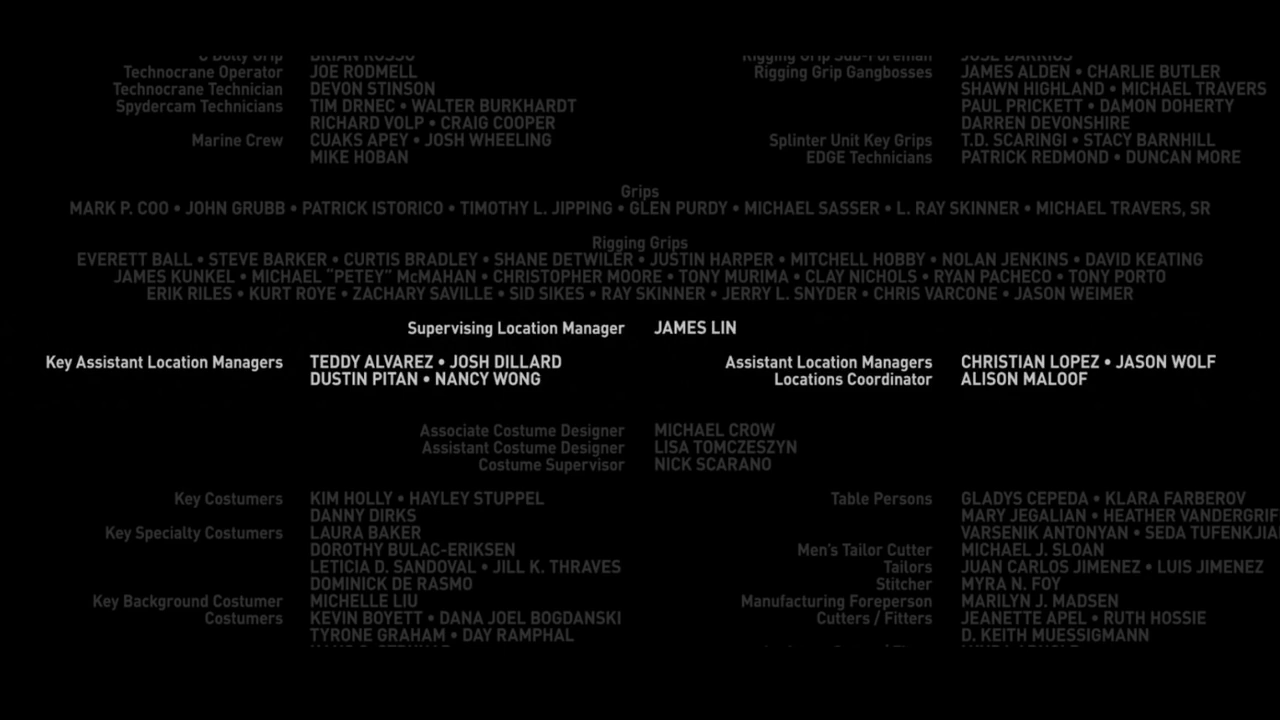 C Dolly Grip BRIAN RUSSO
Technocrane Operator JOE RODMELL
Technocrane Technician DEVON STINSON
Spydercam Technicians TIM DRNEC • WALTER BURKHARDT
RICHARD VOLP • CRAIG COOPER
Marine Crew CUAKS APEY • JOSH WHEELING
MIKE HOBAN
Rigging Grip Sub-Foreman JOSE BARRIOS
Rigging Grip Gangbosses JAMES ALDEN • CHARLIE BUTLER
SHAWN HIGHLAND • MICHAEL TRAVERS
PAUL PRICKETT • DAMON DOHERTY
DARREN DEVONSHIRE
Splinter Unit Key Grips T.D. SCARINGI • STACY BARNHILL
EDGE Technicians PATRICK REDMOND • DUNCAN MORE
Grips
MARK P. COO • JOHN GRUBB • PATRICK ISTORICO • TIMOTHY L. JIPPING • GLEN PURDY • MICHAEL SASSER • L. RAY SKINNER • MICHAEL TRAVERS, SR
Rigging Grips
EVERETT BALL • STEVE BARKER • CURTIS BRADLEY • SHANE DETWILER • JUSTIN HARPER • MITCHELL HOBBY • NOLAN JENKINS • DAVID KEATING
JAMES KUNKEL • MICHAEL “PETEY” McMAHAN • CHRISTOPHER MOORE • TONY MURIMA • CLAY NICHOLS • RYAN PACHECO • TONY PORTO
ERIK RILES • KURT ROYE • ZACHARY SAVILLE • SID SIKES • RAY SKINNER • JERRY L. SNYDER • CHRIS VARCONE • JASON WEIMER
Supervising Location Manager JAMES LIN
Key Assistant Location Managers TEDDY ALVAREZ • JOSH DILLARD
DUSTIN PITAN • NANCY WONG
Assistant Location Managers CHRISTIAN LOPEZ • JASON WOLF
Locations Coordinator ALISON MALOOF
Associate Costume Designer MICHAEL CROW
Assistant Costume Designer LISA TOMCZESZYN
Costume Supervisor NICK SCARANO
Key Costumers KIM HOLLY • HAYLEY STUPPEL
DANNY DIRKS
Key Specialty Costumers LAURA BAKER
DOROTHY BULAC-ERIKSEN
LETICIA D. SANDOVAL • JILL K. THRAVES
DOMINICK DE RASMO
Key Background Costumer MICHELLE LIU
Costumers KEVIN BOYETT • DANA JOEL BOGDANSKI
TYRONE GRAHAM • DAY RAMPHAL
Table Persons GLADYS CEPEDA • KLARA FARBEROV
MARY JEGALIAN • HEATHER VANDERGRIF
VARSENIK ANTONYAN • SEDA TUFENKJIA
Men's Tailor Cutter MICHAEL J. SLOAN
Tailors JUAN CARLOS JIMENEZ • LUIS JIMENEZ
Stitcher MYRA N. FOY
Manufacturing Foreperson MARILYN J. MADSEN
Cutters / Fitters JEANETTE APEL • RUTH HOSSIE
D. KEITH MUESSIGMANN